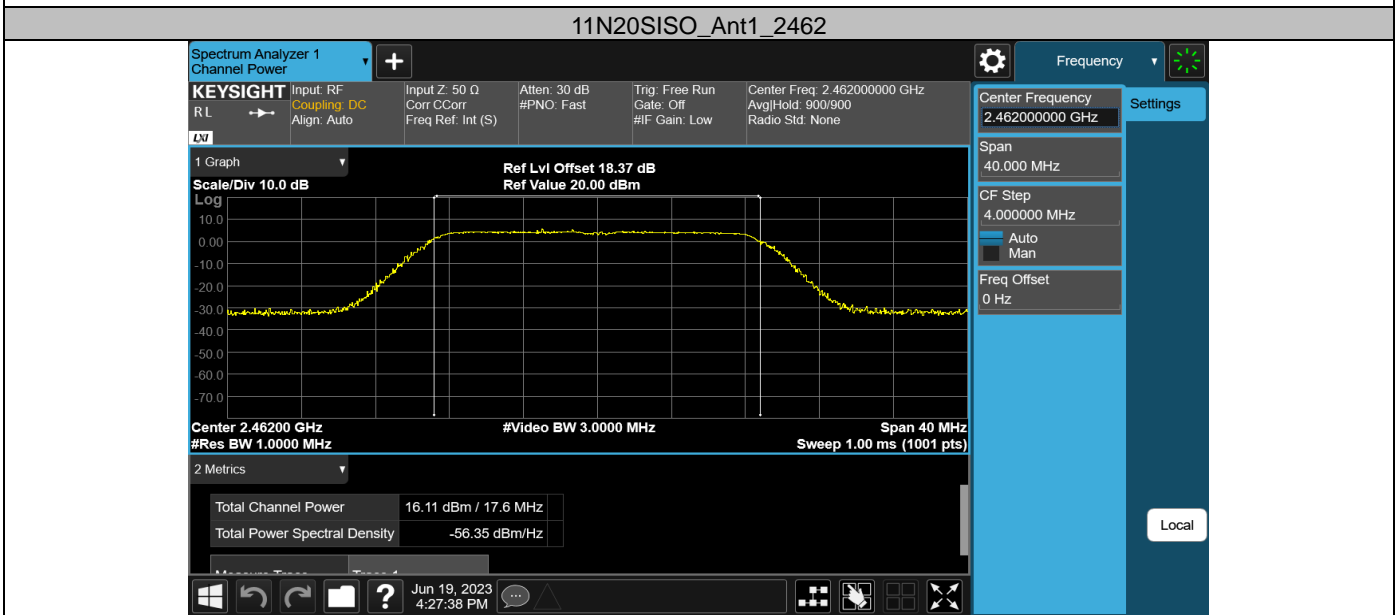 11N20SISO_Ant1_2462
Spectrum Analyzer 1
Channel Power
Frequency
KEYSIGHT
R L
LXI
Input: RF
Coupling: DC
Align: Auto
Input Z: 50 Ω
Corr CCorr
Freq Ref: Int (S)
Atten: 30 dB
#PNO: Fast
Trig: Free Run
Gate: Off
#IF Gain: Low
Center Freq: 2.462000000 GHz
Avg|Hold: 900/900
Radio Std: None
Center Frequency
2.462000000 GHz
Settings
Span
40.000 MHz
CF Step
4.000000 MHz
Auto
Man
Freq Offset
0 Hz
Local
1 Graph
Scale/Div 10.0 dB
Ref Lvl Offset 18.37 dB
Ref Value 20.00 dBm
Log
10.0
0.00
-10.0
-20.0
-30.0
-40.0
-50.0
-60.0
-70.0
Center 2.46200 GHz
#Video BW 3.0000 MHz
Span 40 MHz
#Res BW 1.0000 MHz
Sweep 1.00 ms (1001 pts)
2 Metrics
Total Channel Power 16.11 dBm / 17.6 MHz
Total Power Spectral Density -56.35 dBm/Hz
Measure Trace Trace 1
?
Jun 19, 2023
4:27:38 PM